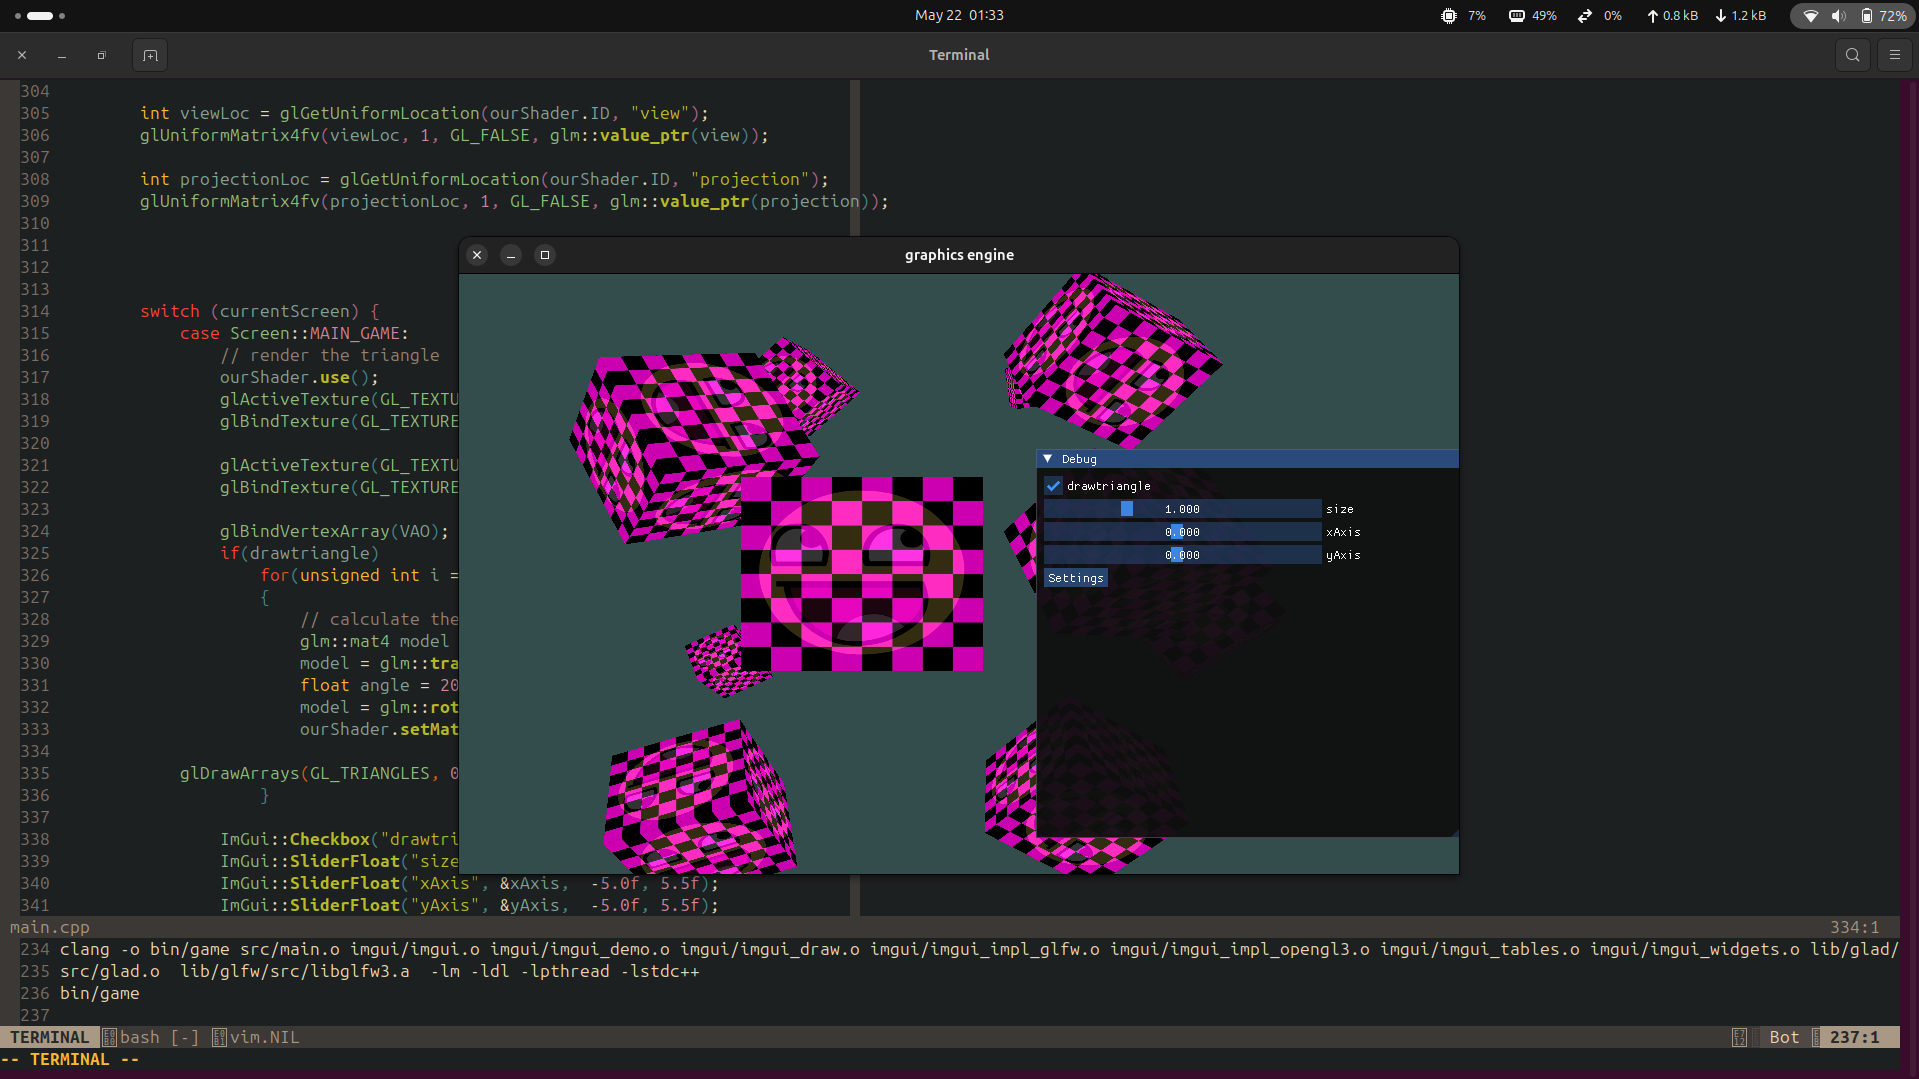 May 22  01:33
7%
49%
0%
0.8 kB
1.2 kB
72%
Terminal
304
305         int viewLoc = glGetUniformLocation(ourShader.ID, "view");
306         glUniformMatrix4fv(viewLoc, 1, GL_FALSE, glm::value_ptr(view));
307
308         int projectionLoc = glGetUniformLocation(ourShader.ID, "projection");
309         glUniformMatrix4fv(projectionLoc, 1, GL_FALSE, glm::value_ptr(projection));
310
311
312
313
314         switch (currentScreen) {
315             case Screen::MAIN_GAME:
316                 // render the triangle
317                 ourShader.use();
318                 glActiveTexture(GL_TEXTU
319                 glBindTexture(GL_TEXTURE
320
321                 glActiveTexture(GL_TEXTU
322                 glBindTexture(GL_TEXTURE
323
324                 glBindVertexArray(VAO);
325                 if(drawtriangle)
326                     for(unsigned int i =
327                     {
328                         // calculate the
329                         glm::mat4 model
330                         model = glm::tra
331                         float angle = 20
332                         model = glm::rot
333                         ourShader.setMat
334
335             glDrawArrays(GL_TRIANGLES, 0
336                     }
337
338                 ImGui::Checkbox("drawtri
339                 ImGui::SliderFloat("size
340                 ImGui::SliderFloat("xAxis", &xAxis,  -5.0f, 5.5f);
341                 ImGui::SliderFloat("yAxis", &yAxis,  -5.0f, 5.5f);
graphics engine
Debug
drawtriangle
1.000 size
0.000 xAxis
0.000 yAxis
Settings
main.cpp 334:1
234 clang -o bin/game src/main.o imgui/imgui.o imgui/imgui_demo.o imgui/imgui_draw.o imgui/imgui_impl_glfw.o imgui/imgui_impl_opengl3.o imgui/imgui_tables.o imgui/imgui_widgets.o lib/glad/
235 src/glad.o  lib/glfw/src/libglfw3.a  -lm -ldl -lpthread -lstdc++
236 bin/game
237
TERMINAL bash [-] vim.NIL Bot 237:1
-- TERMINAL --